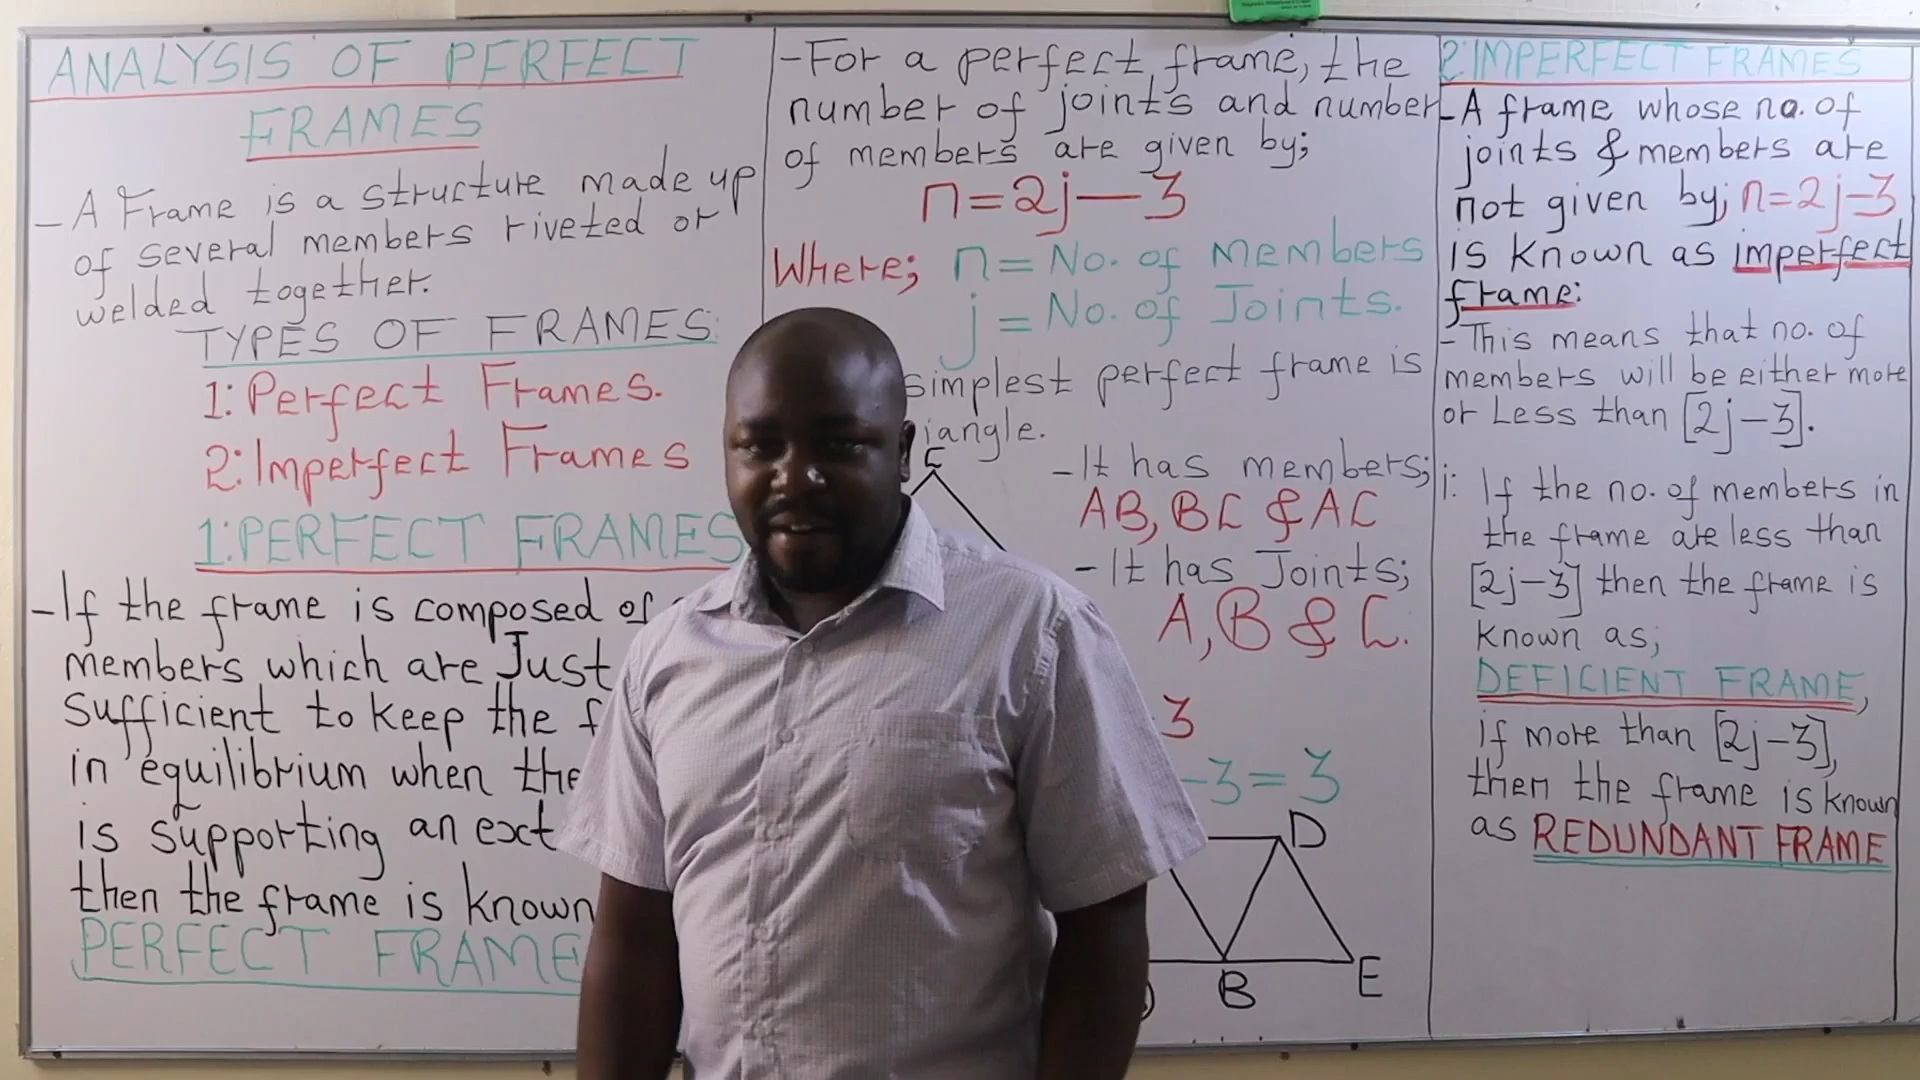 ANALYSIS OF PERFECT
FRAMES
- A Frame is a structure made up
of several members riveted or
welded together.
TYPES OF FRAMES:
1: Perfect Frames.
2: Imperfect Frames
1: PERFECT FRAMES
- If the frame is composed of
members which are Just
Sufficient to keep the f
in equilibrium when the
is supporting an ext
then the frame is known
PERFECT FRAME
- For a perfect frame, the
number of joints and number
of members are given by;
n = 2j - 3
Where; n = No. of Members
j = No. of Joints.
simplest perfect frame is
iangle.
C
- It has members;
AB, BC & AC
- It has Joints;
A, B & C.
3
- 3 = 3
D
B
E
2: IMPERFECT FRAMES
- A frame whose no. of
joints & members are
not given by; n = 2j - 3
is known as imperfect
frame:
- This means that no. of
members will be either more
or Less than [2j - 3].
i: If the no. of members in
the frame are less than
[2j - 3] then the frame is
known as;
DEFICIENT FRAME,
if more than [2j - 3],
then the frame is known
as REDUNDANT FRAME